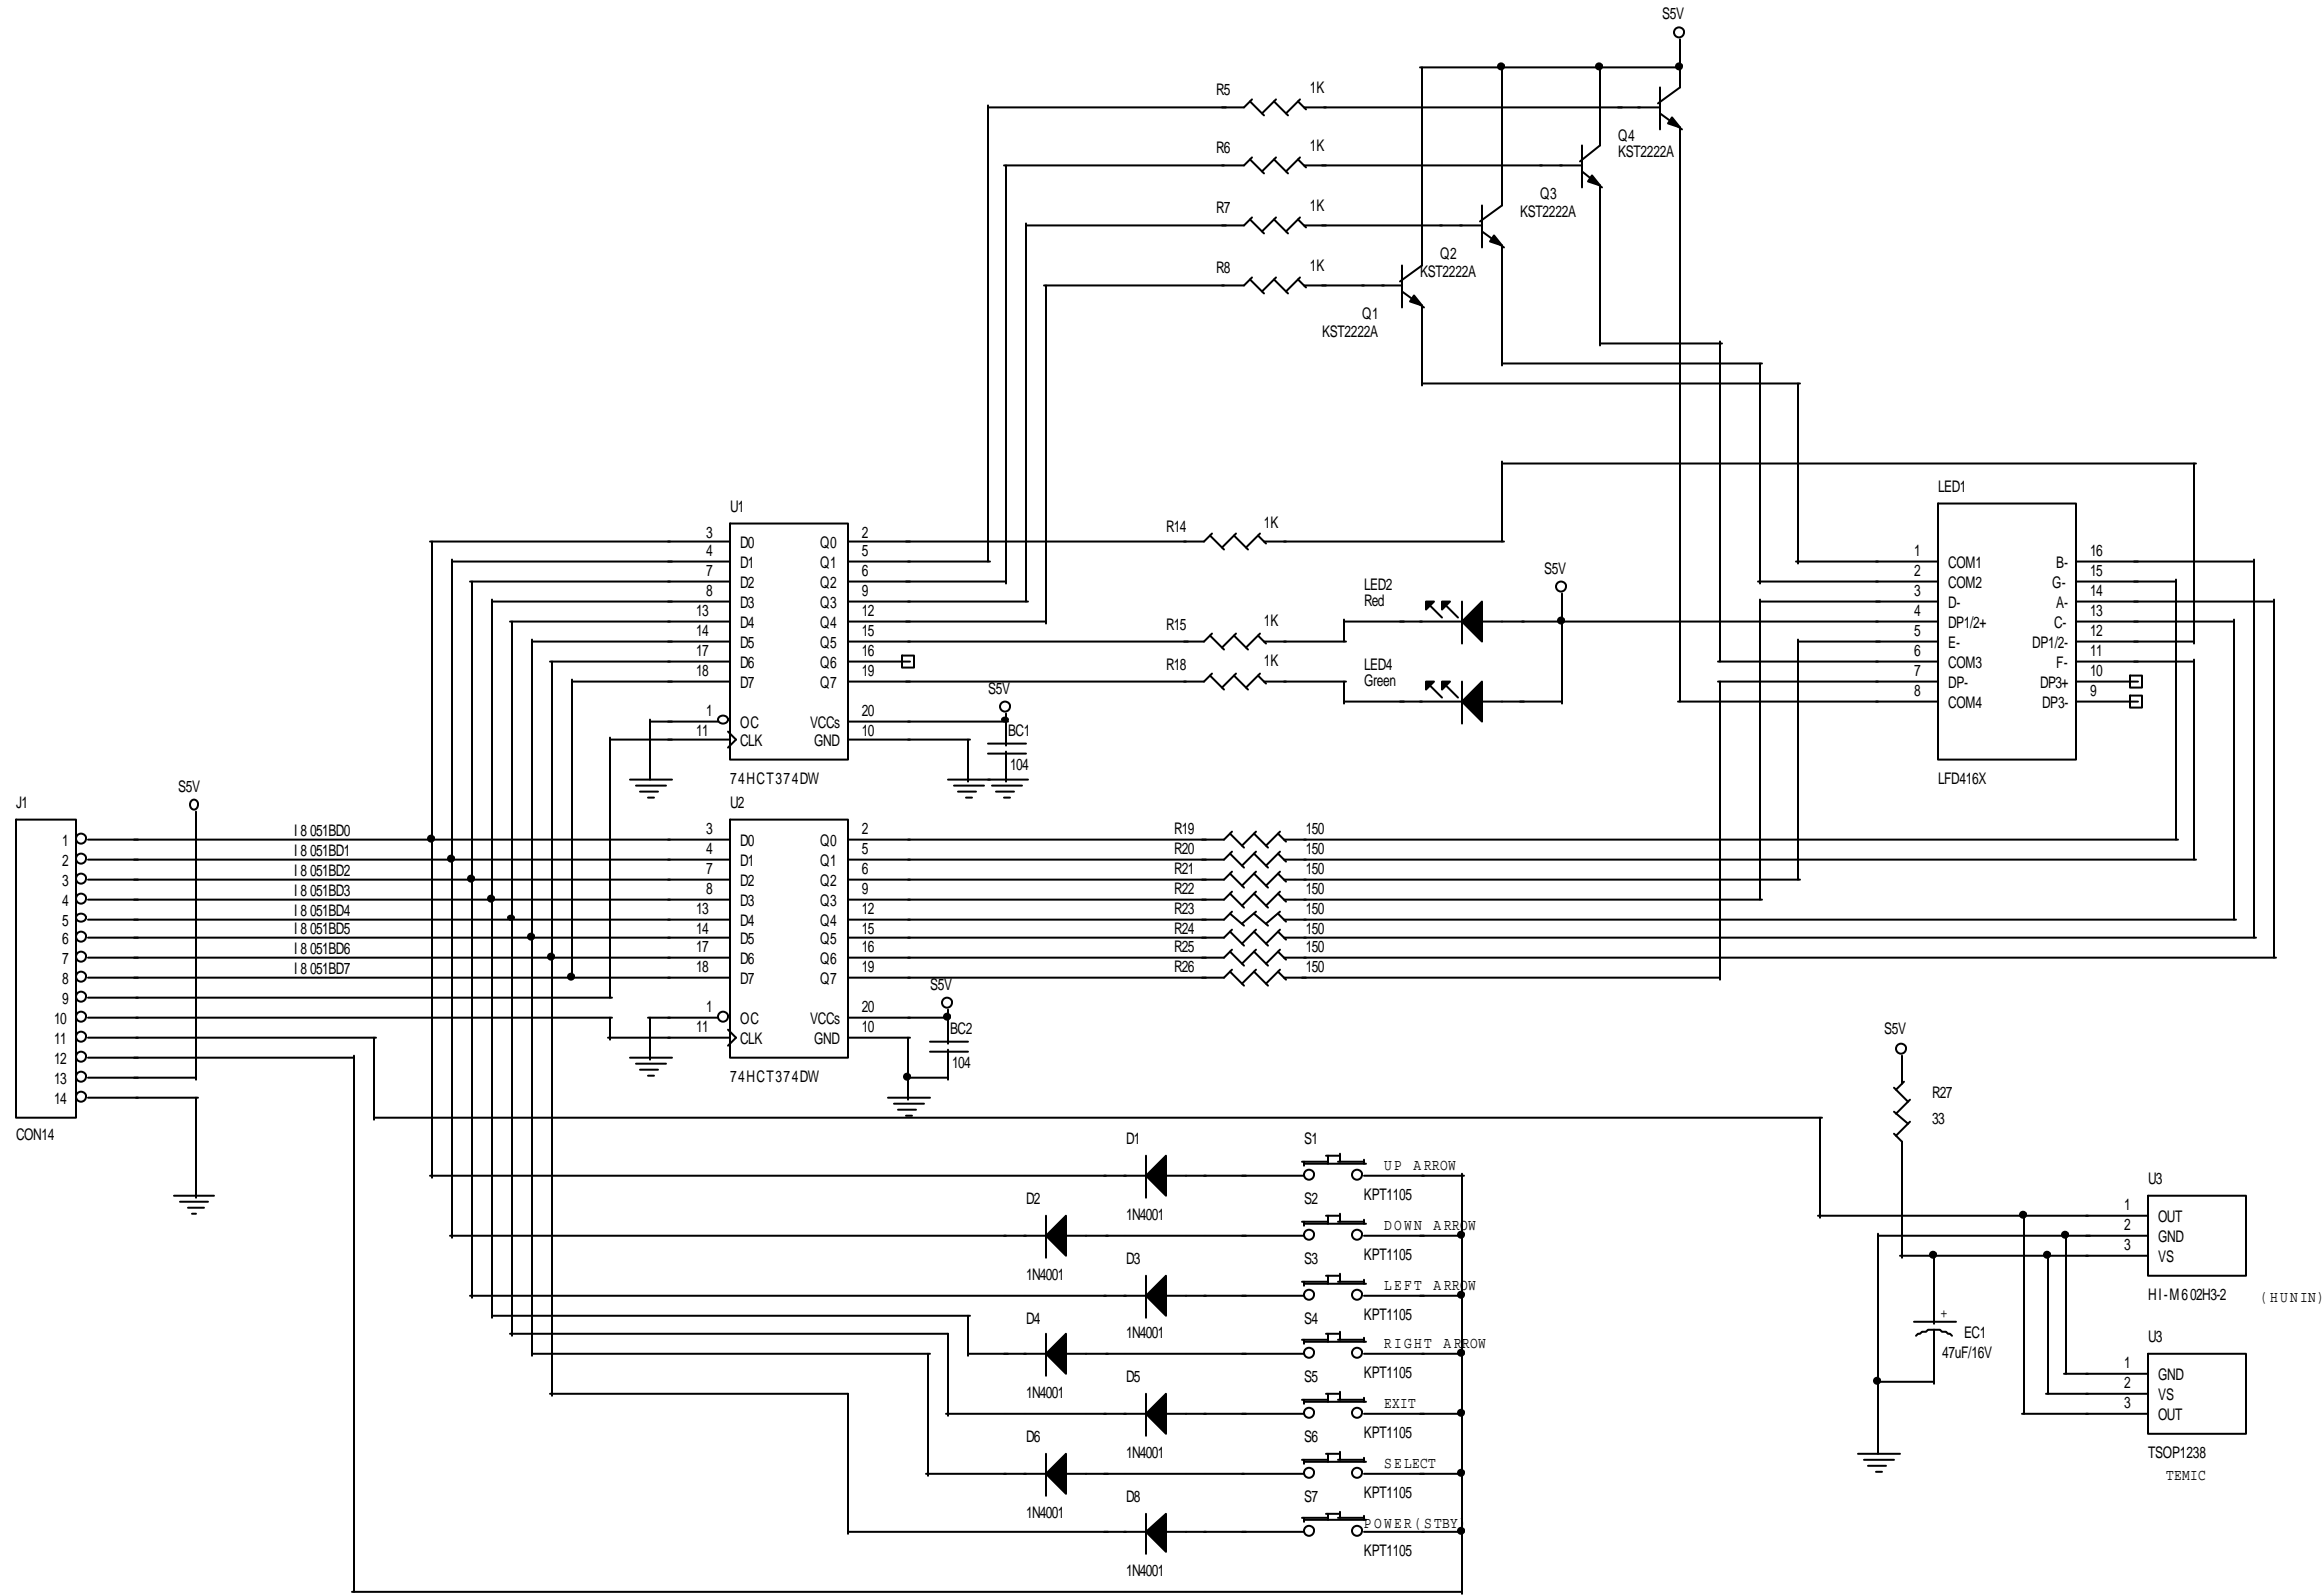 S5V
R5 1K
Q4
KST2222A
R6 1K
Q3
KST2222A
R7 1K
Q2
KST2222A
R8 1K
Q1
KST2222A
U1
3 D0 Q0 2
4 D1 Q1 5
7 D2 Q2 6
8 D3 Q3 9
13 D4 Q4 12
14 D5 Q5 15
17 D6 Q6 16
18 D7 Q7 19
1 OC VCCs 20
11 CLK GND 10
74HCT374DW
R14 1K
R15 1K
R18 1K
LED2
Red
LED4
Green
S5V
S5V
BC1
104
LED1
1 COM1 B- 16
2 COM2 G- 15
3 D- A- 14
4 DP1/2+ C- 13
5 E- DP1/2- 12
6 COM3 F- 11
7 DP- DP3+ 10
8 COM4 DP3- 9
LFD416X
J1
S5V
1 I8051BD0
2 I8051BD1
3 I8051BD2
4 I8051BD3
5 I8051BD4
6 I8051BD5
7 I8051BD6
8 I8051BD7
9
10
11
12
13
14
CON14
U2
3 D0 Q0 2
4 D1 Q1 5
7 D2 Q2 6
8 D3 Q3 9
13 D4 Q4 12
14 D5 Q5 15
17 D6 Q6 16
18 D7 Q7 19
1 OC VCCs 20
11 CLK GND 10
74HCT374DW
R19 150
R20 150
R21 150
R22 150
R23 150
R24 150
R25 150
R26 150
S5V
BC2
104
D1
1N4001
S1
UP ARROW
KPT1105
D2
1N4001
S2
DOWN ARROW
KPT1105
D3
1N4001
S3
LEFT ARROW
KPT1105
D4
1N4001
S4
RIGHT ARROW
KPT1105
D5
1N4001
S5
EXIT
KPT1105
D6
1N4001
S6
SELECT
KPT1105
D8
1N4001
S7
POWER(STBY
KPT1105
S5V
R27
33
EC1
+
47uF/16V
U3
1 OUT
2 GND
3 VS
HI-M602H3-2 (HUNIN)
U3
1 GND
2 VS
3 OUT
TSOP1238
TEMIC